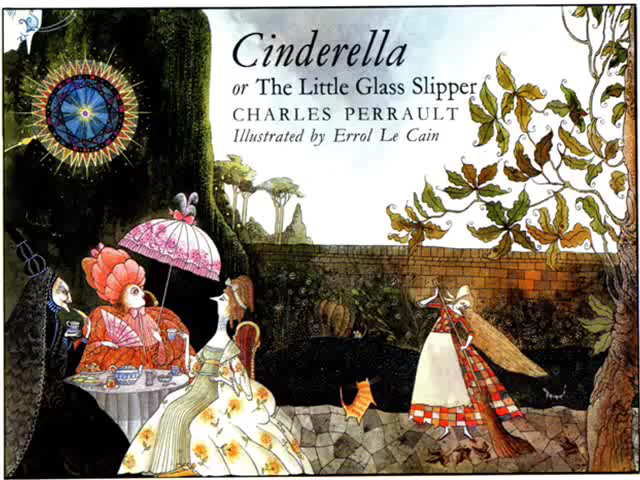 Cinderella
or The Little Glass Slipper
CHARLES PERRAULT
Illustrated by Errol Le Cain